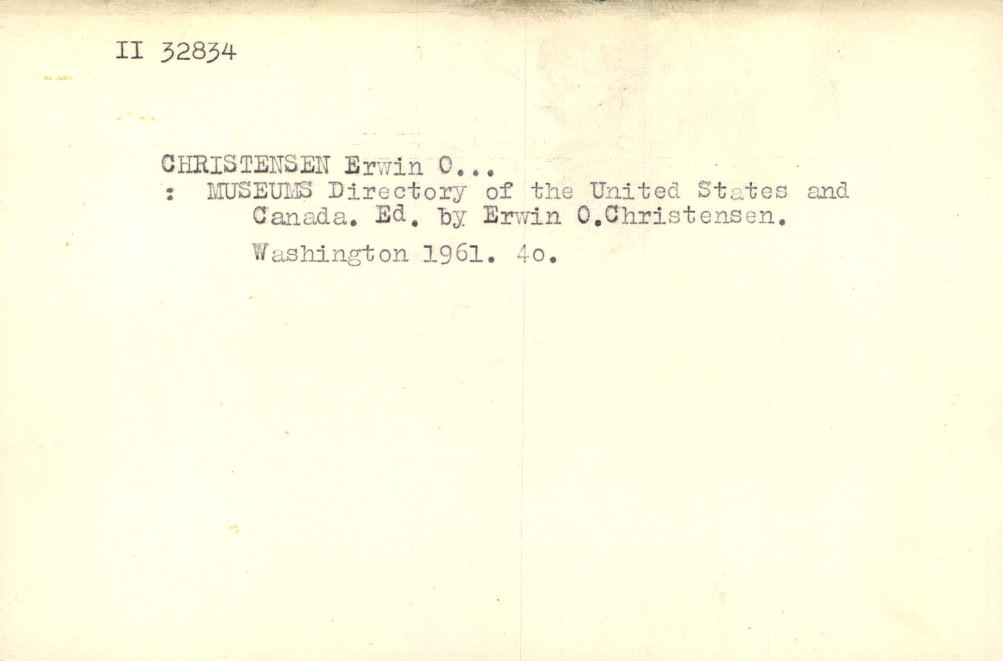 II 32834
CHRISTENSEN Erwin O...
: MUSEUMS Directory of the United States and
Canada. Ed. by Erwin O.Christensen.
Washington 1961. 4o.